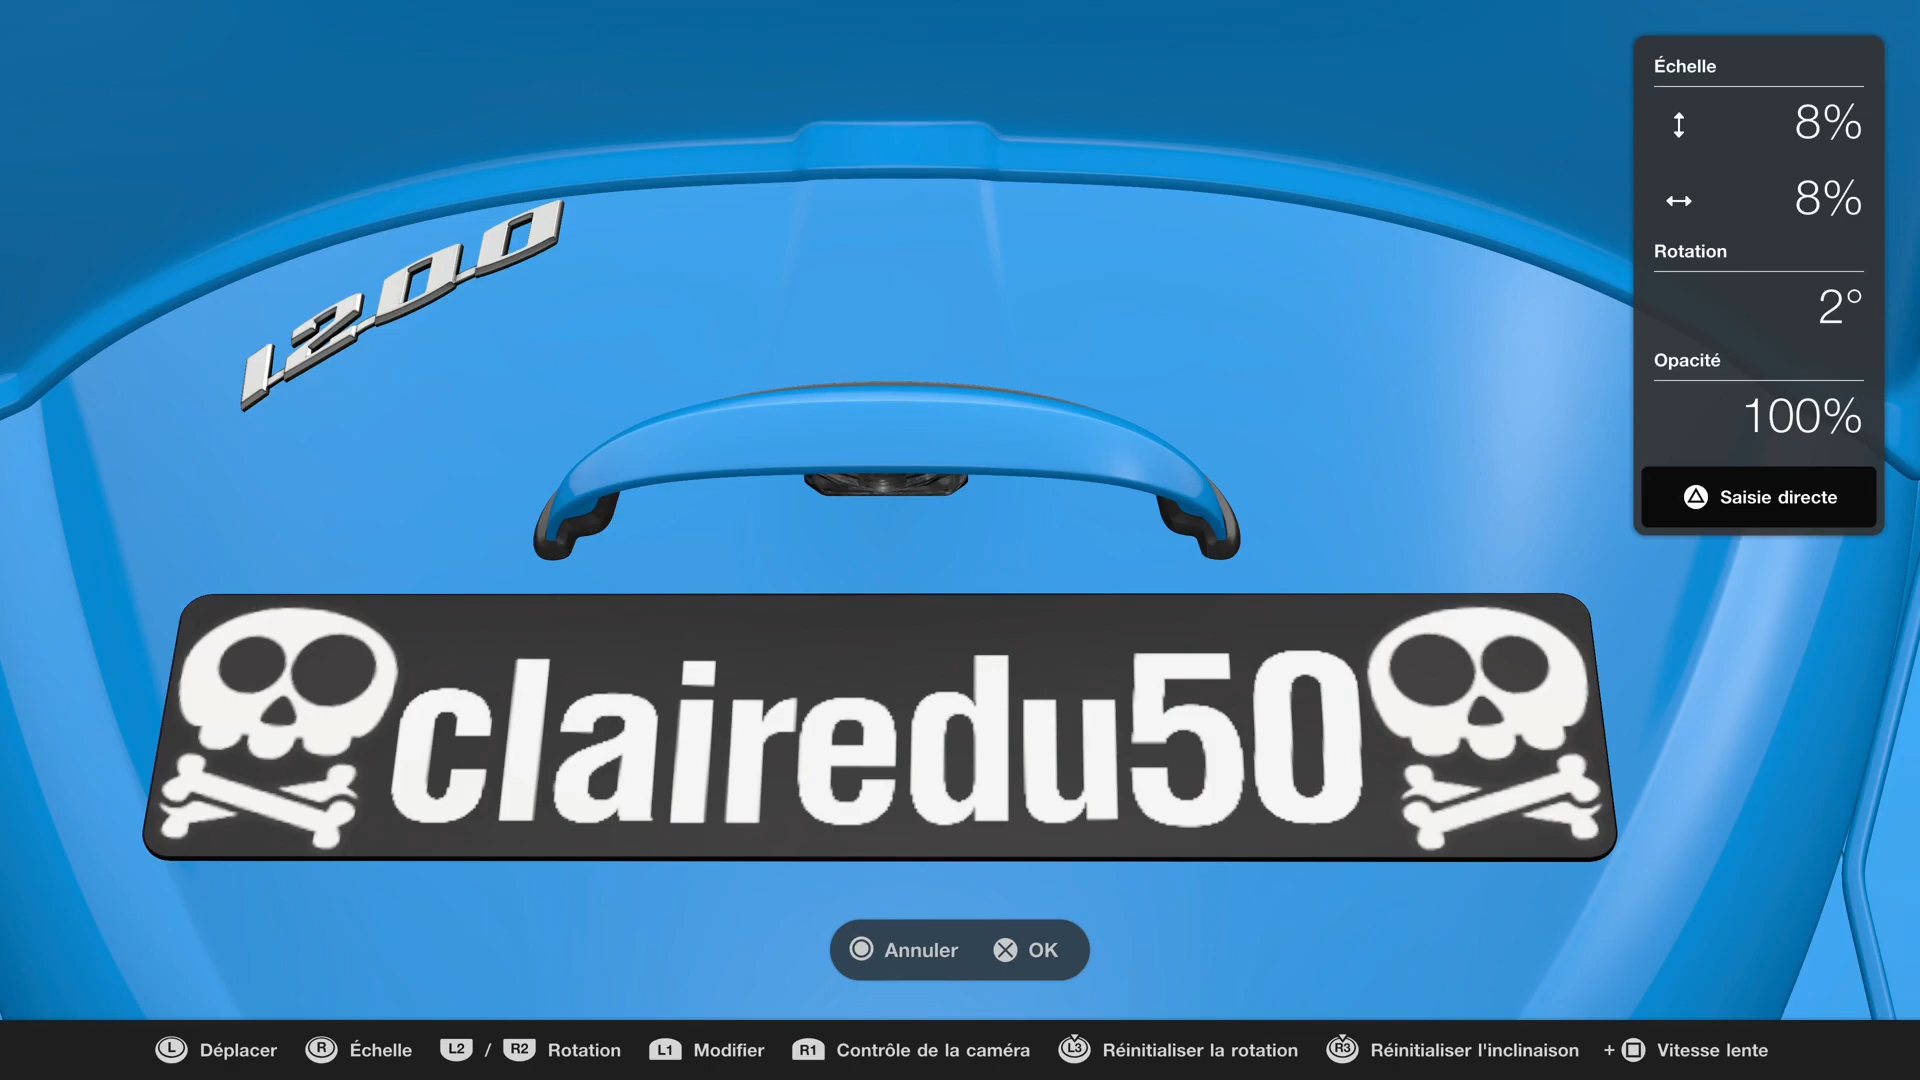 Échelle
8%
8%
Rotation
2°
Opacité
100%
Saisie directe
1200
clairedu50
Annuler OK
L Déplacer R Échelle L2 / R2 Rotation L1 Modifier R1 Contrôle de la caméra L3 Réinitialiser la rotation R3 Réinitialiser l'inclinaison + Vitesse lente